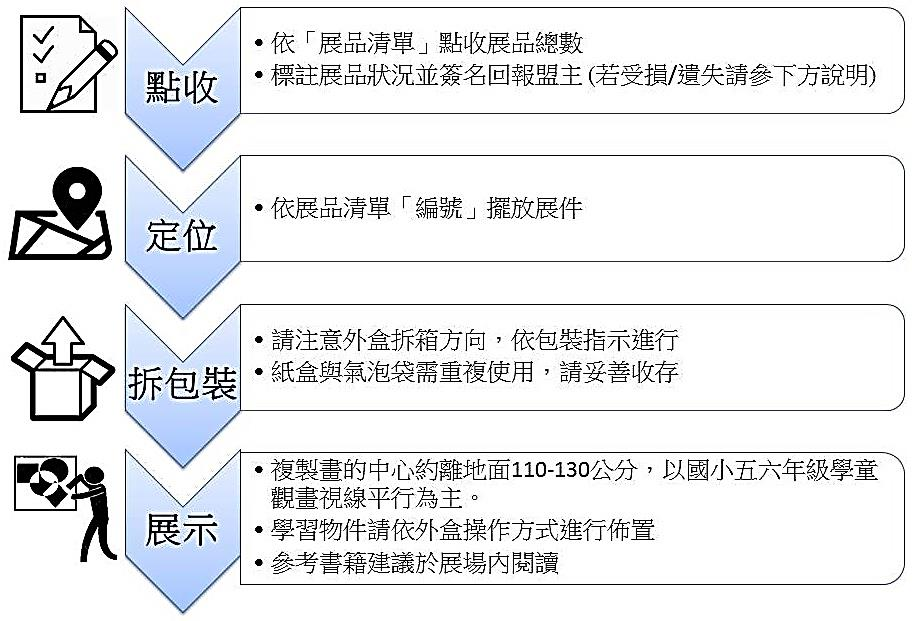 點收
• 依「展品清單」點收展品總數
• 標註展品狀況並簽名回報盟主(若受損/遺失請參下方說明)
定位
• 依展品清單「編號」擺放展件
拆包裝
• 請注意外盒拆箱方向，依包裝指示進行
• 紙盒與氣泡袋需重複使用，請妥善收存
展示
• 複製畫的中心約離地面110-130公分，以國小五六年級學童
觀畫視線平行為主。
• 學習物件請依外盒操作方式進行佈置
• 參考書籍建議於展場內閱讀